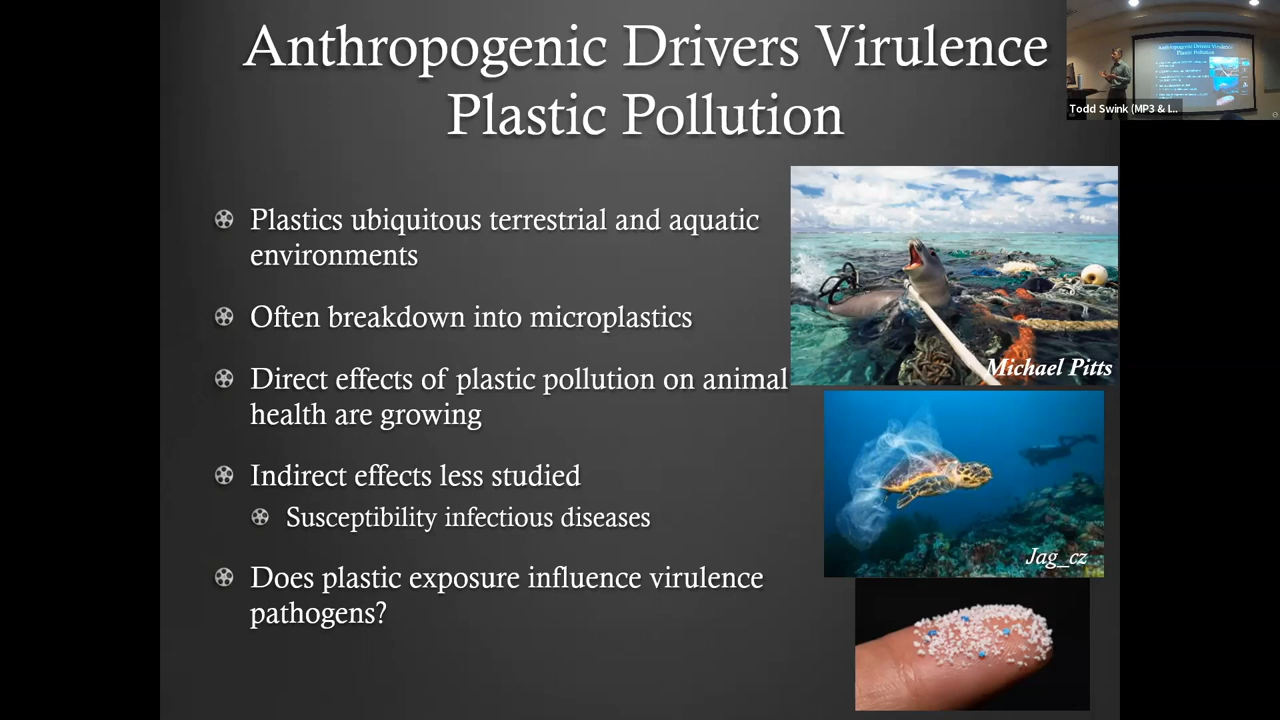 Anthropogenic Drivers Virulence
Plastic Pollution
Todd Swink (MP3 & I...
Plastics ubiquitous terrestrial and aquatic
environments
Often breakdown into microplastics
Direct effects of plastic pollution on animal
health are growing
Indirect effects less studied
Susceptibility infectious diseases
Does plastic exposure influence virulence
pathogens?
Michael Pitts
Jag_cz